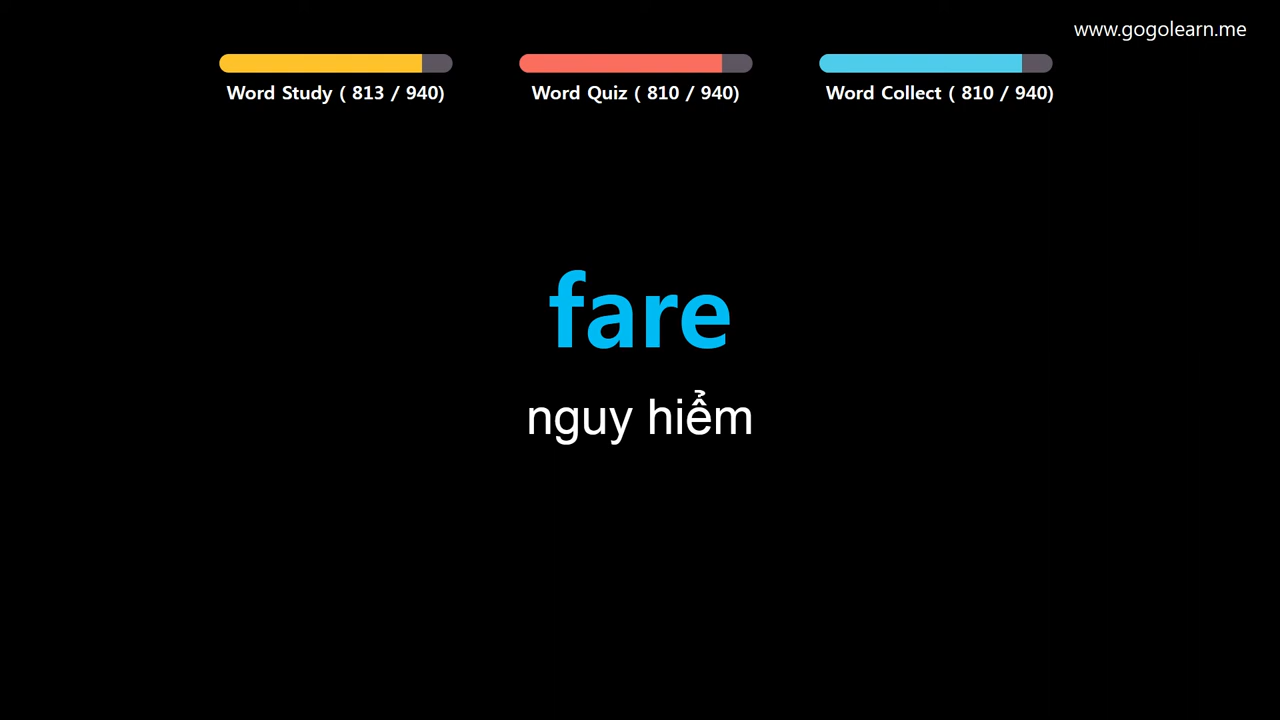 www.gogolearn.me
Word Study ( 813 / 940)
Word Quiz ( 810 / 940)
Word Collect ( 810 / 940)
fare
nguy hiểm